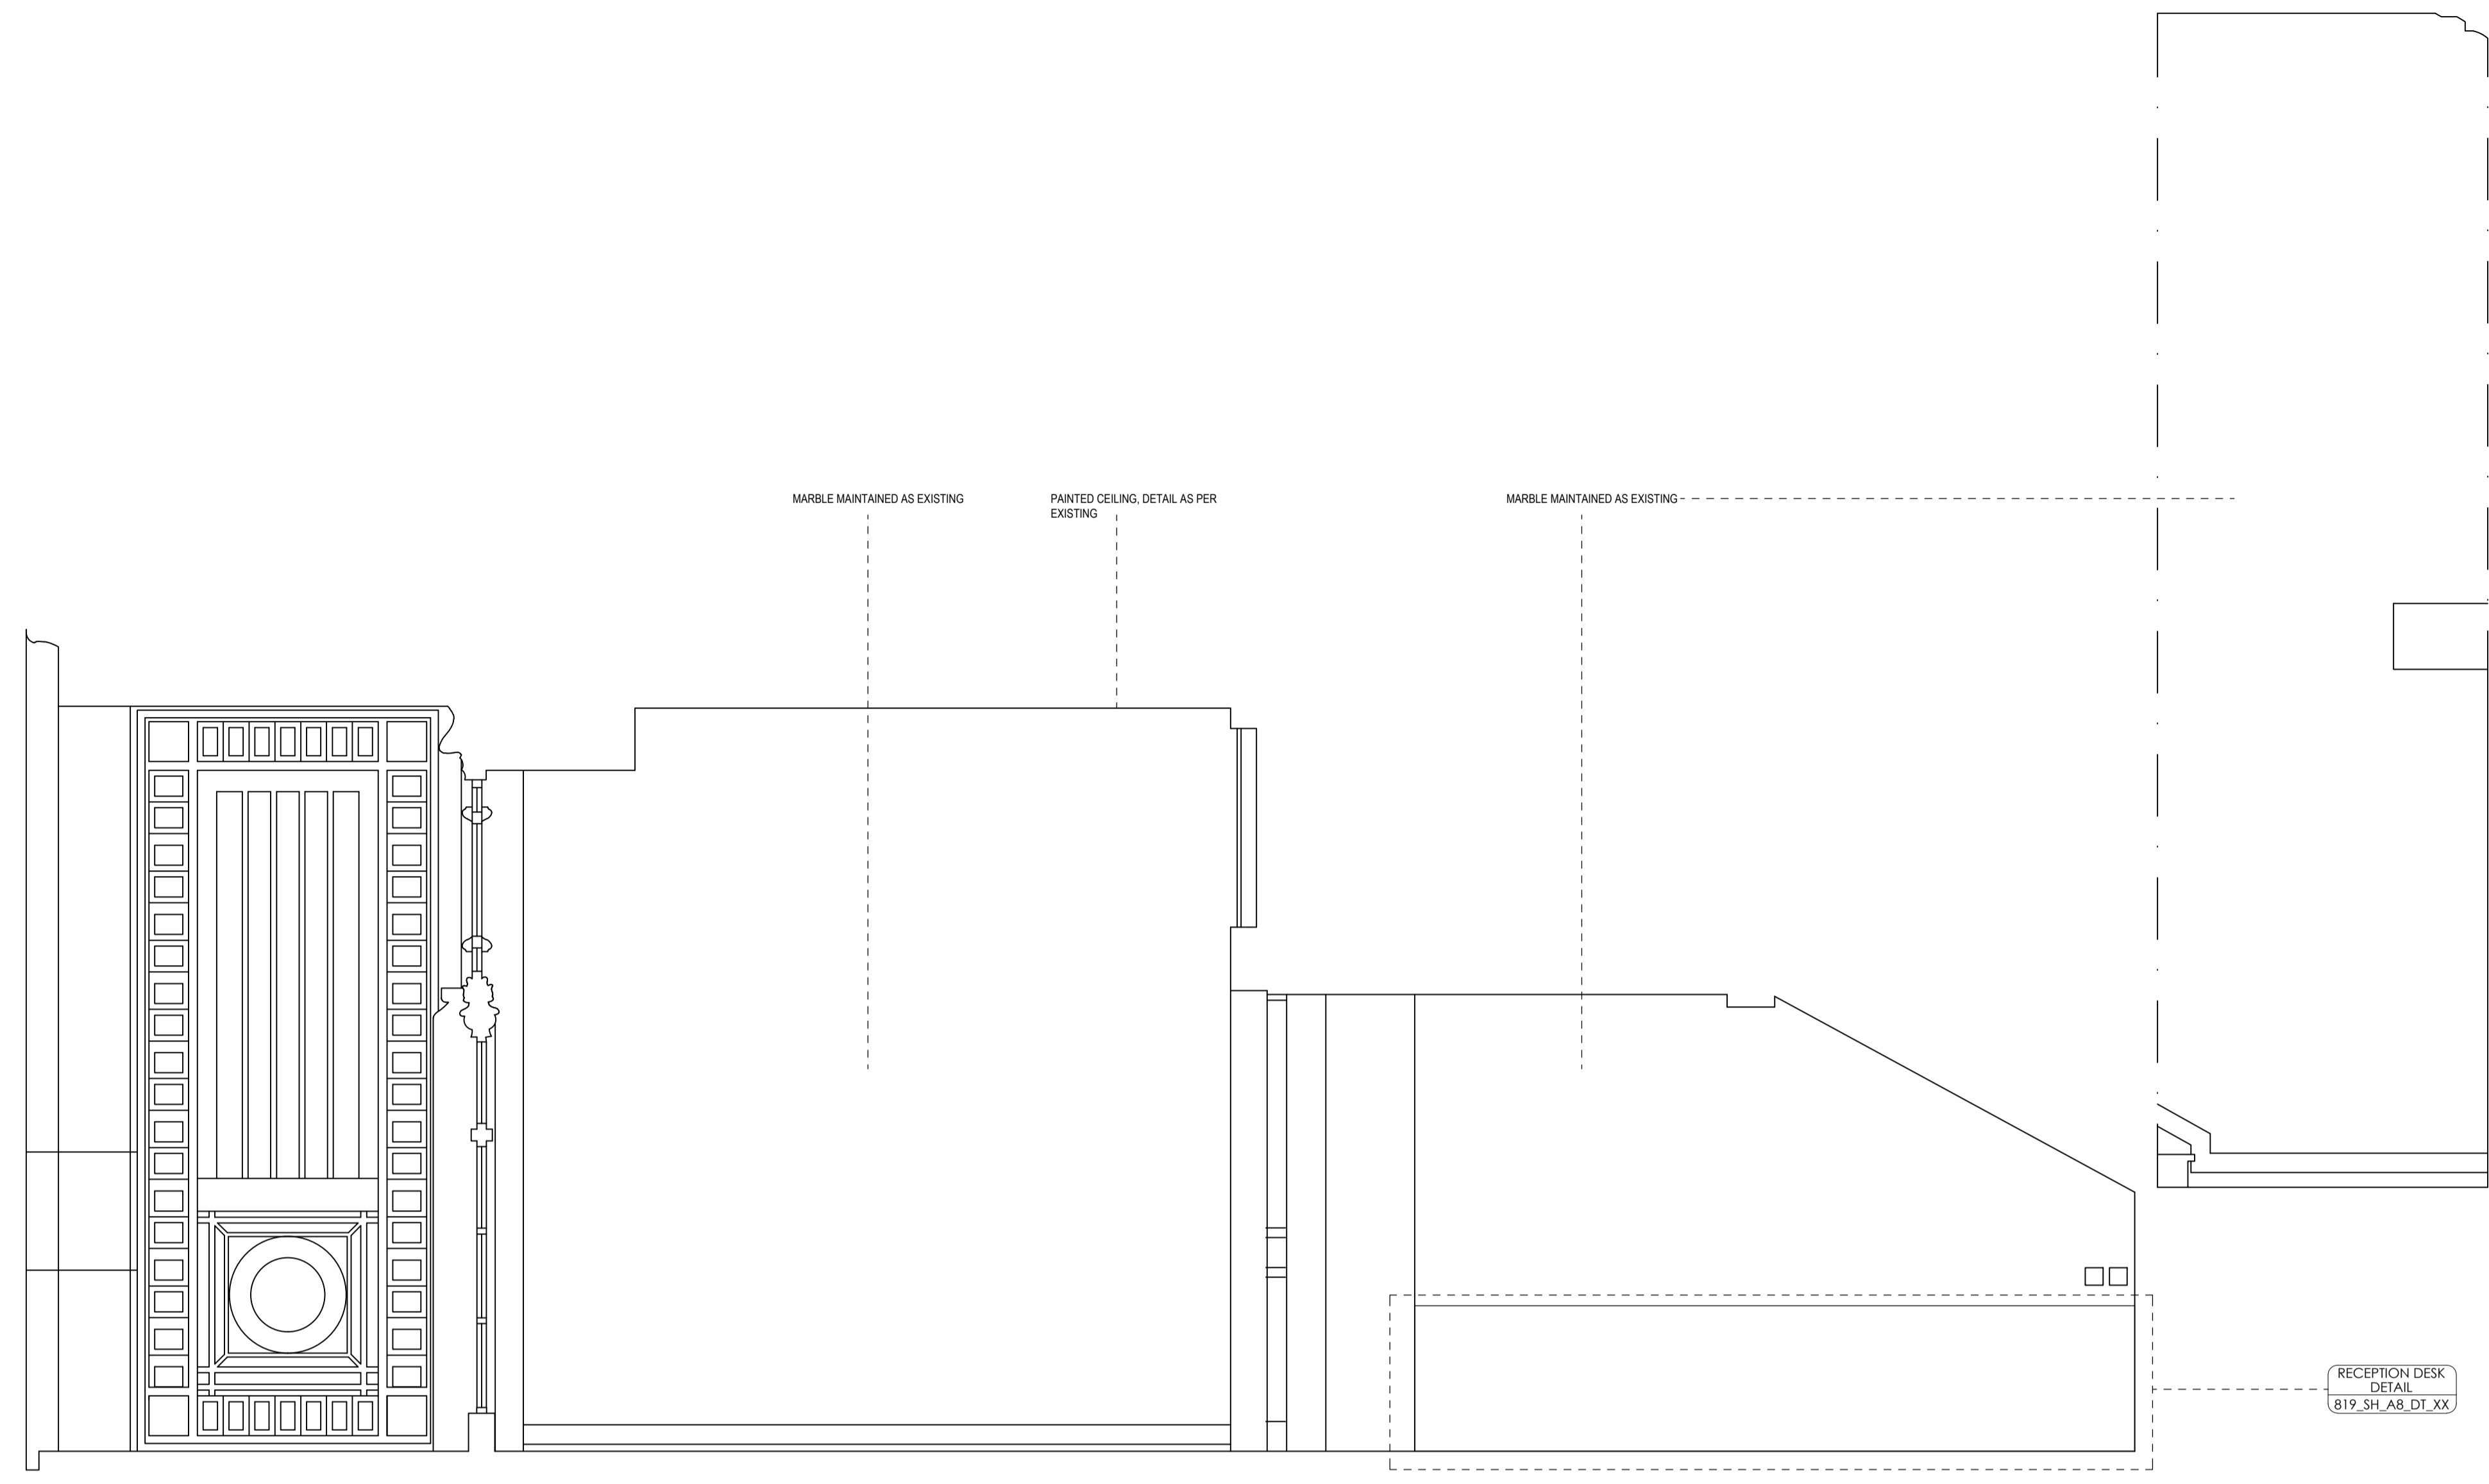 MARBLE MAINTAINED AS EXISTING
PAINTED CEILING, DETAIL AS PER
EXISTING
MARBLE MAINTAINED AS EXISTING
RECEPTION DESK
DETAIL
819_SH_A8_DT_XX